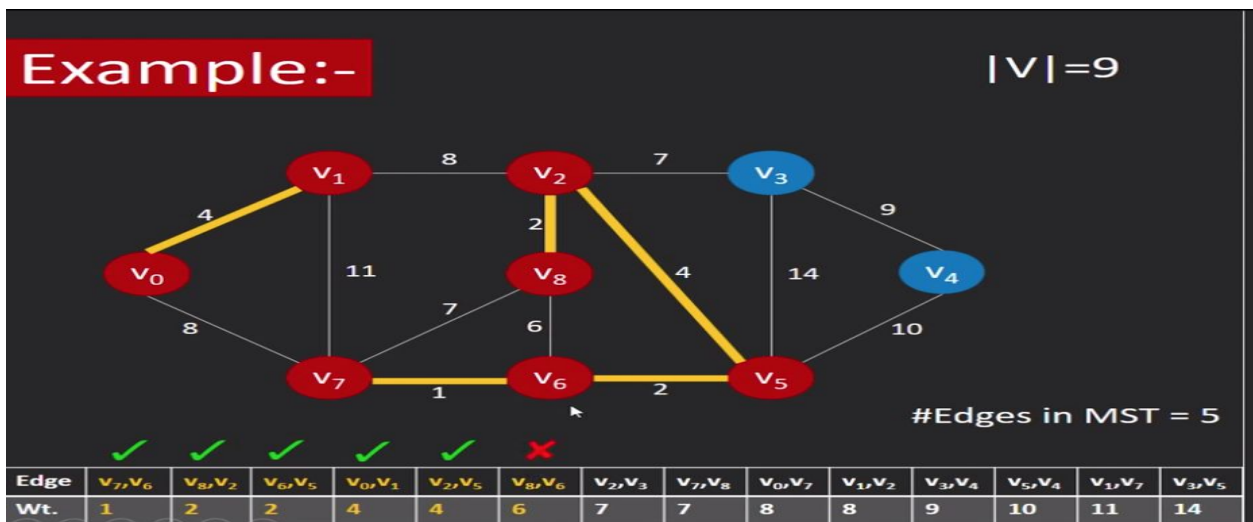 Example:-
|V|=9
v₁ 8 v₂ 7 v₃
4 2 9
v₀ 11 v₈ 4 14 v₄
8 7 6 10
v₇ 1 v₆ 2 v₅
#Edges in MST = 5
✓ ✓ ✓ ✓ ✓ ✗
Edge v₇,v₆ v₈,v₂ v₆,v₅ v₀,v₁ v₂,v₅ v₈,v₆ v₂,v₃ v₇,v₈ v₀,v₇ v₁,v₂ v₃,v₄ v₅,v₄ v₁,v₇ v₃,v₅
Wt. 1 2 2 4 4 6 7 7 8 8 9 10 11 14